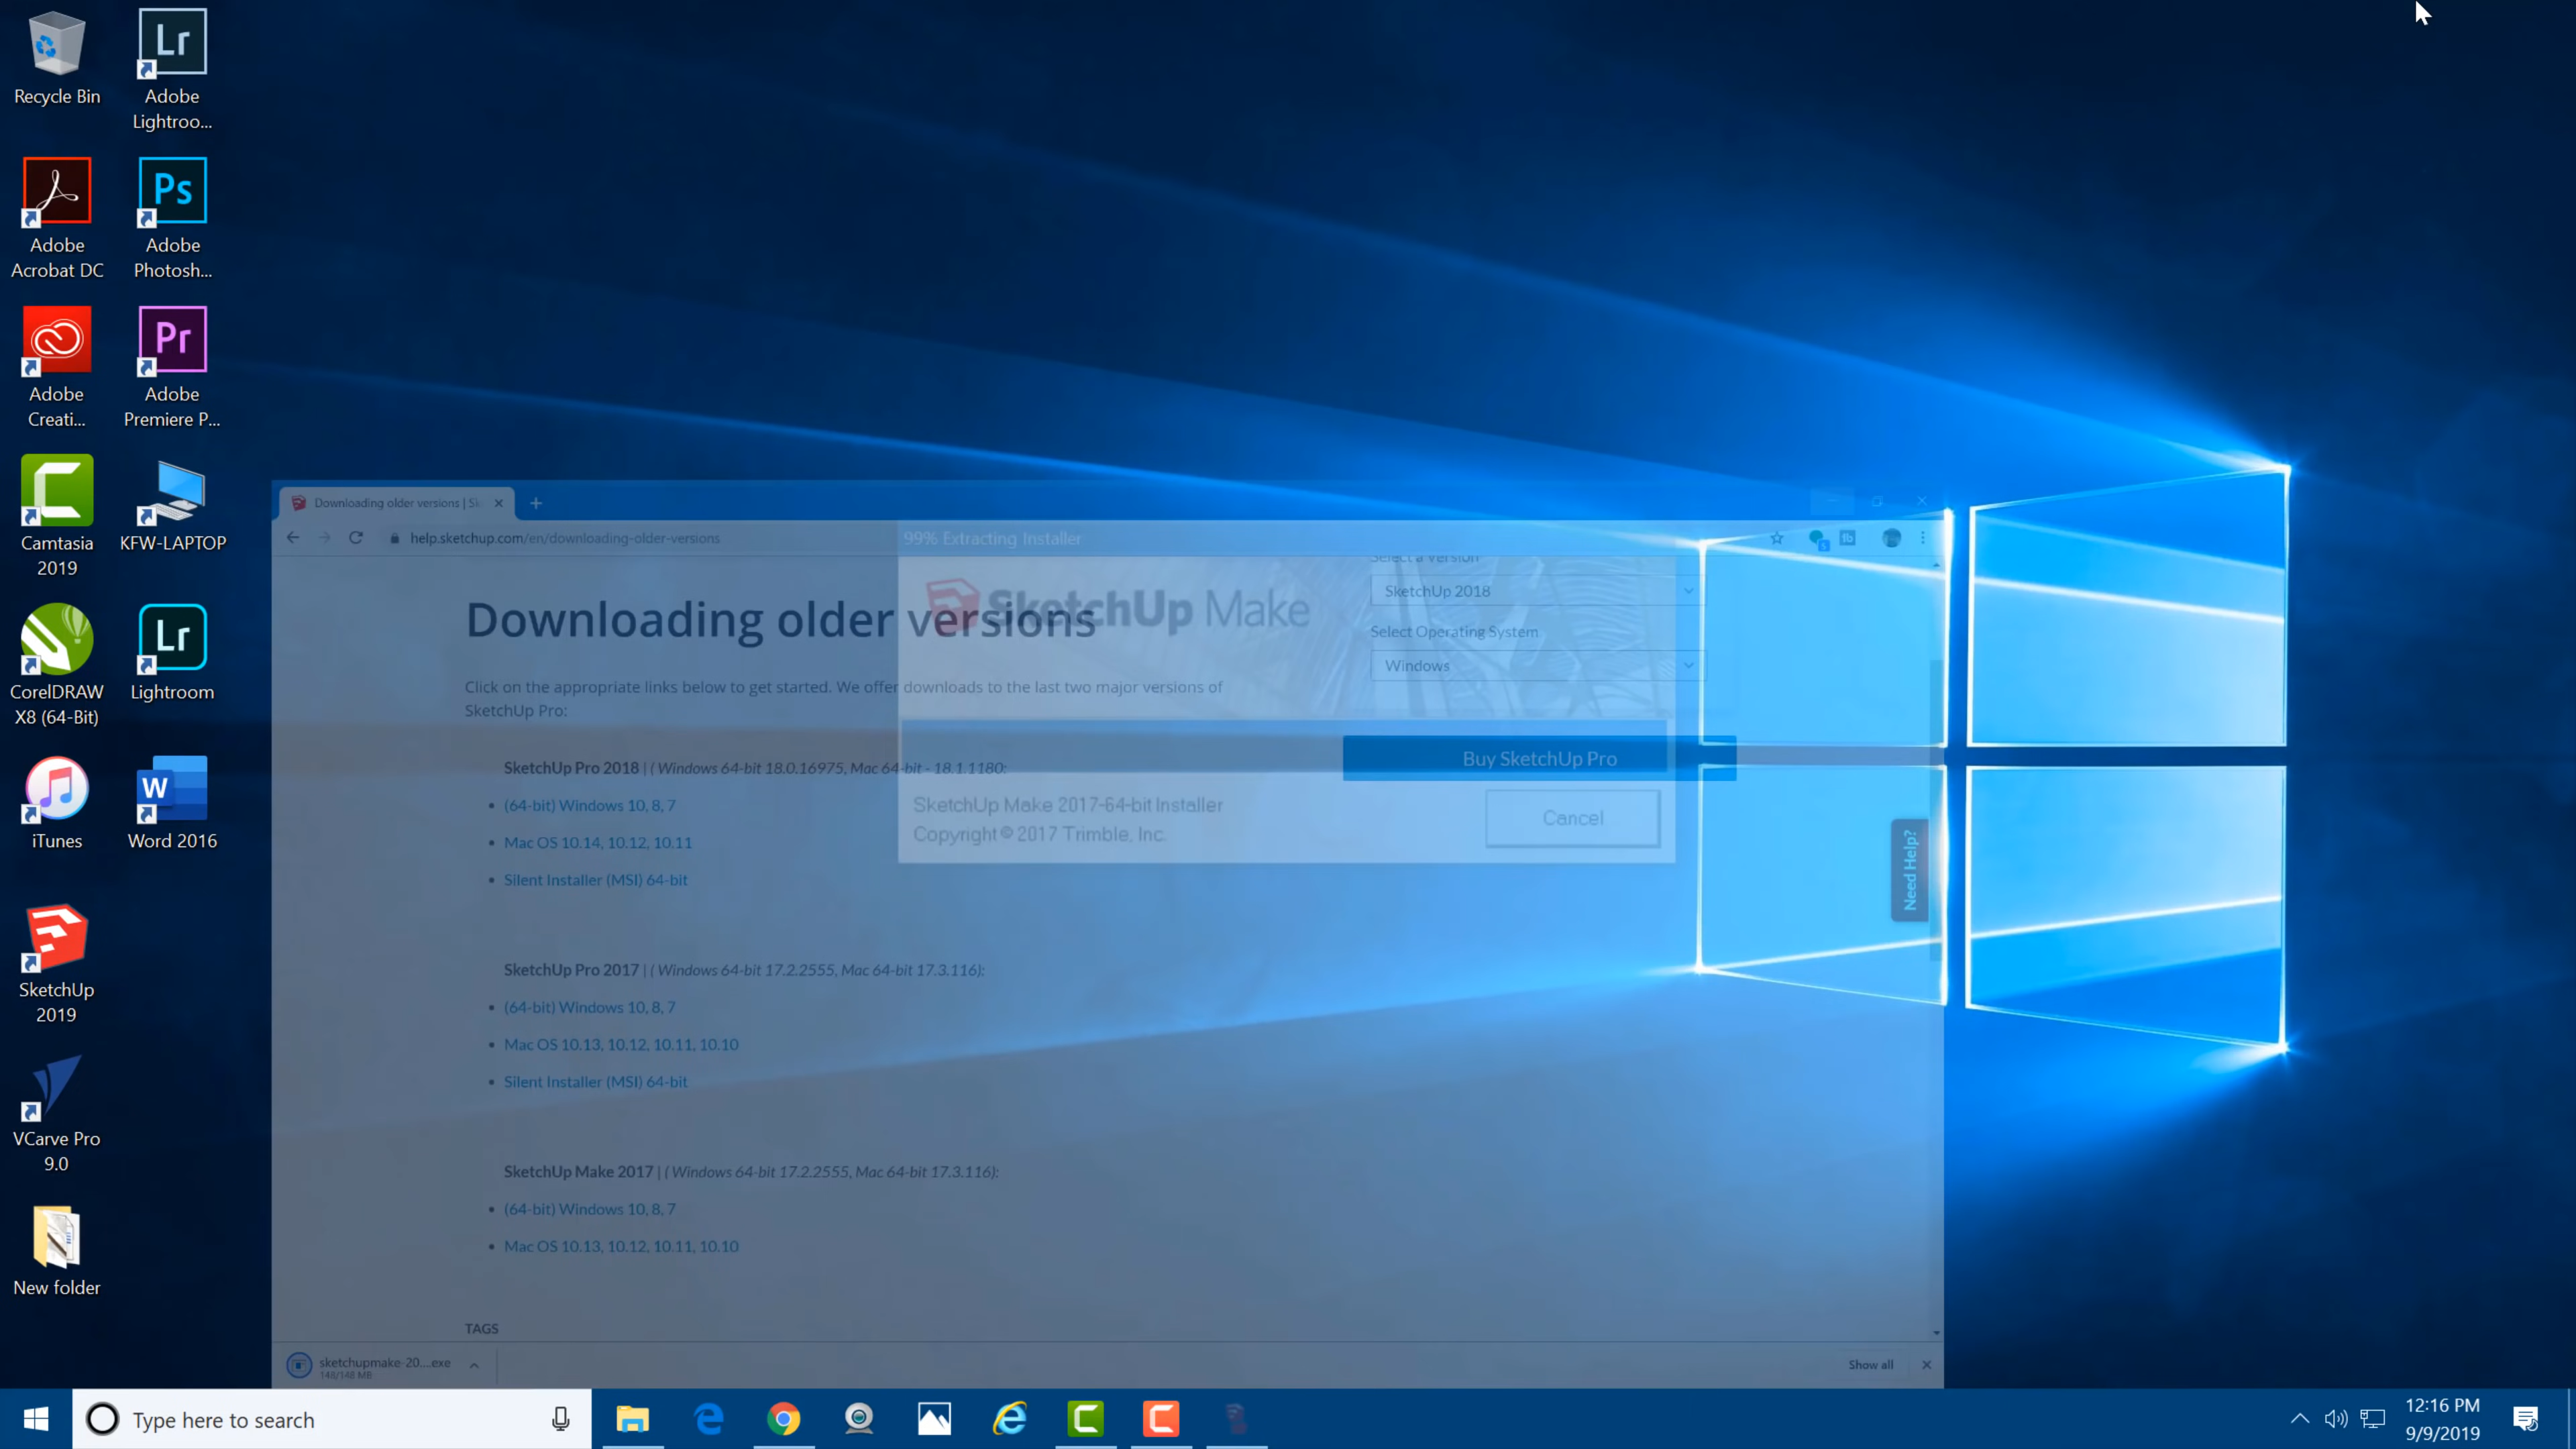 Recycle Bin
Lr
Adobe
Lightroo...
Adobe
Acrobat DC
Ps
Adobe
Photosh...
Adobe
Creati...
Pr
Adobe
Premiere P...
Camtasia
2019
KFW-LAPTOP
CorelDRAW
X8 (64-Bit)
Lr
Lightroom
iTunes
W
Word 2016
SketchUp
2019
VCarve Pro
9.0
New folder
Downloading older versions | Sk
help.sketchup.com/en/downloading-older-versions
99% Extracting Installer
Select a version
SketchUp 2018
Select Operating System
Windows
Buy SketchUp Pro
SketchUp Make
SketchUp Make 2017-64-bit Installer
Copyright © 2017 Trimble, Inc.
Cancel
Downloading older versions
Click on the appropriate links below to get started. We offer downloads to the last two major versions of
SketchUp Pro:
SketchUp Pro 2018 | ( Windows 64-bit 18.0.16975, Mac 64-bit - 18.1.1180:
• (64-bit) Windows 10, 8, 7
• Mac OS 10.14, 10.12, 10.11
• Silent Installer (MSI) 64-bit
SketchUp Pro 2017 | ( Windows 64-bit 17.2.2555, Mac 64-bit 17.3.116):
• (64-bit) Windows 10, 8, 7
• Mac OS 10.13, 10.12, 10.11, 10.10
• Silent Installer (MSI) 64-bit
SketchUp Make 2017 | ( Windows 64-bit 17.2.2555, Mac 64-bit 17.3.116):
• (64-bit) Windows 10, 8, 7
• Mac OS 10.13, 10.12, 10.11, 10.10
TAGS
Need Help?
sketchupmake-20....exe
148/148 MB
Show all
Type here to search
12:16 PM
9/9/2019